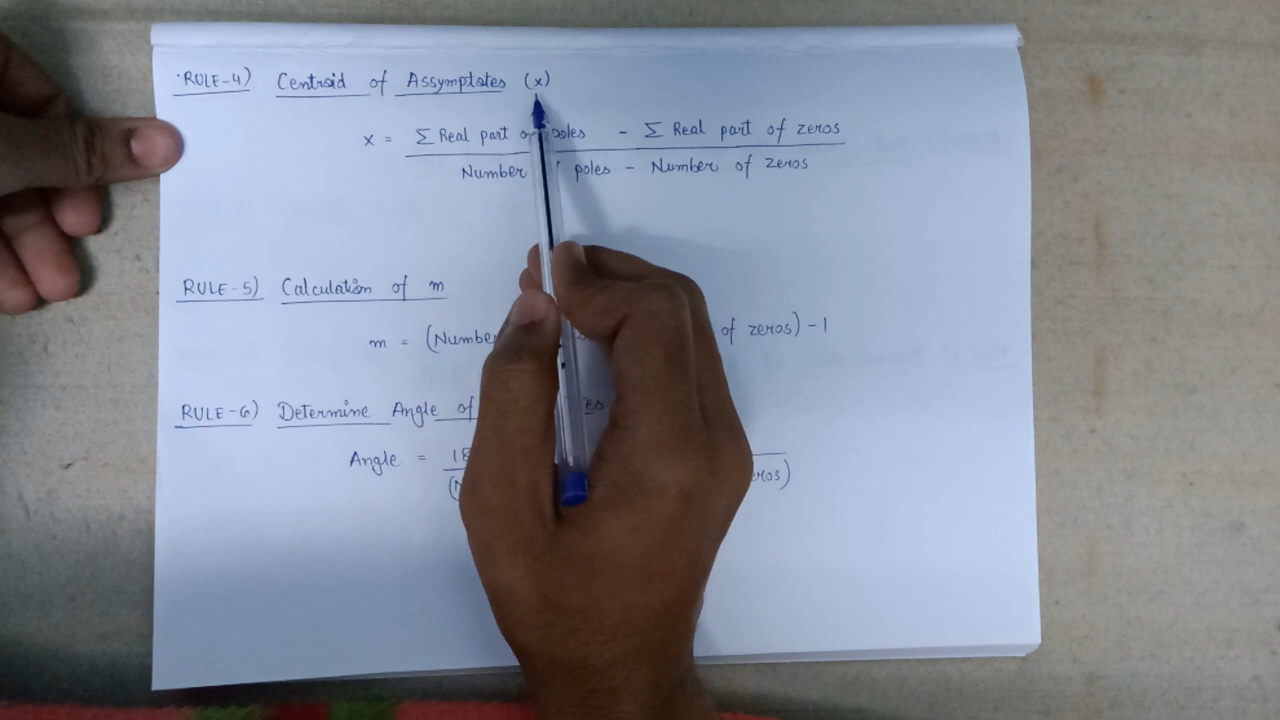 RULE-4) Centroid of Assymptotes (x)
x = Σ Real part poles - Σ Real part of zeros
Number poles - Number of zeros
RULE-5) Calculation of m
m = (Number of zeros) - 1
RULE-6) Determine Angle of
Angle =